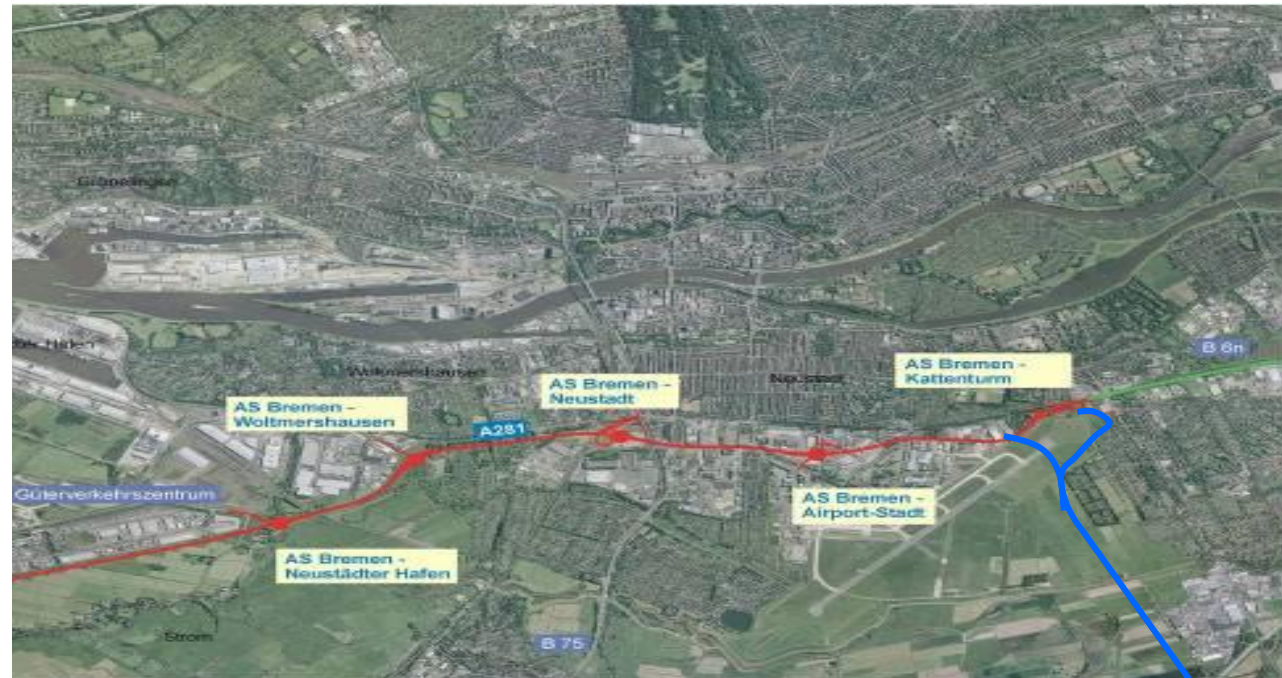 Gröpelingen
B 6n
AS Bremen -
Kattenturm
Woltmershausen
AS Bremen -
Neustadt
Neustadt
AS Bremen -
Woltmershausen
A281
Güterverkehrszentrum
AS Bremen -
Airport-Stadt
AS Bremen -
Neustädter Hafen
Strom
B 75